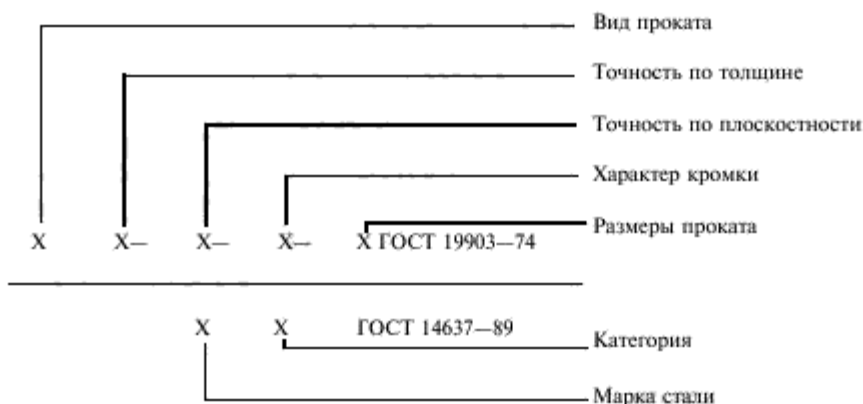 Вид проката
Точность по толщине
Точность по плоскостности
Характер кромки
Размеры проката
X X— X— X— X ГОСТ 19903—74
X X ГОСТ 14637—89
Категория
Марка стали